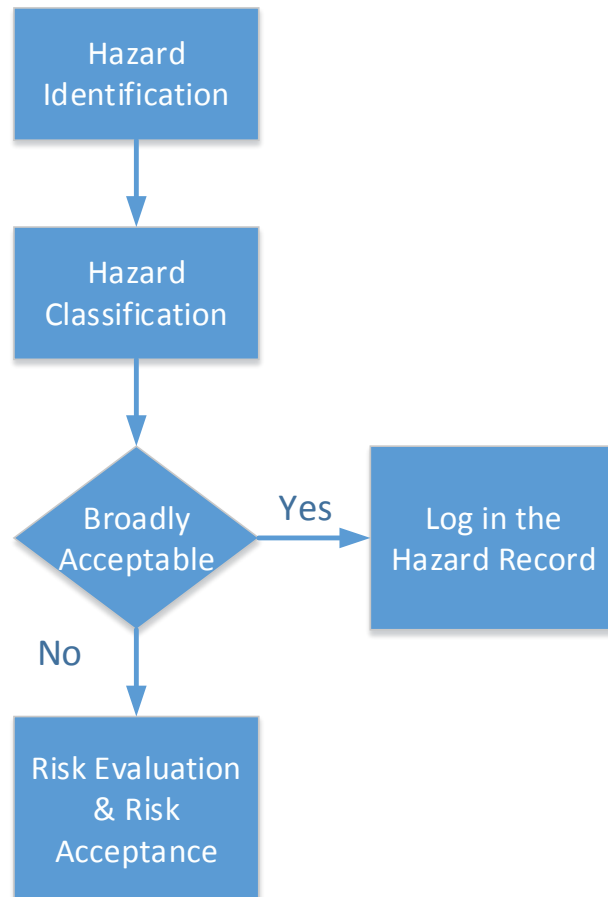 Hazard
Identification
Hazard
Classification
Broadly
Acceptable
Yes
Log in the
Hazard Record
No
Risk Evaluation
& Risk
Acceptance